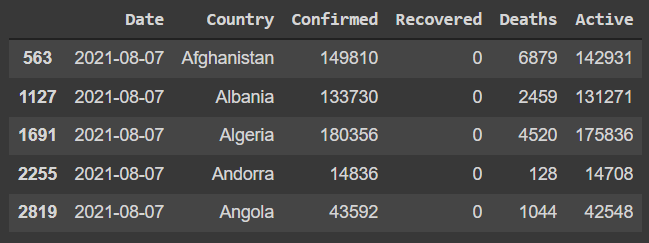 Date Country Confirmed Recovered Deaths Active
563 2021-08-07 Afghanistan 149810 0 6879 142931
1127 2021-08-07 Albania 133730 0 2459 131271
1691 2021-08-07 Algeria 180356 0 4520 175836
2255 2021-08-07 Andorra 14836 0 128 14708
2819 2021-08-07 Angola 43592 0 1044 42548